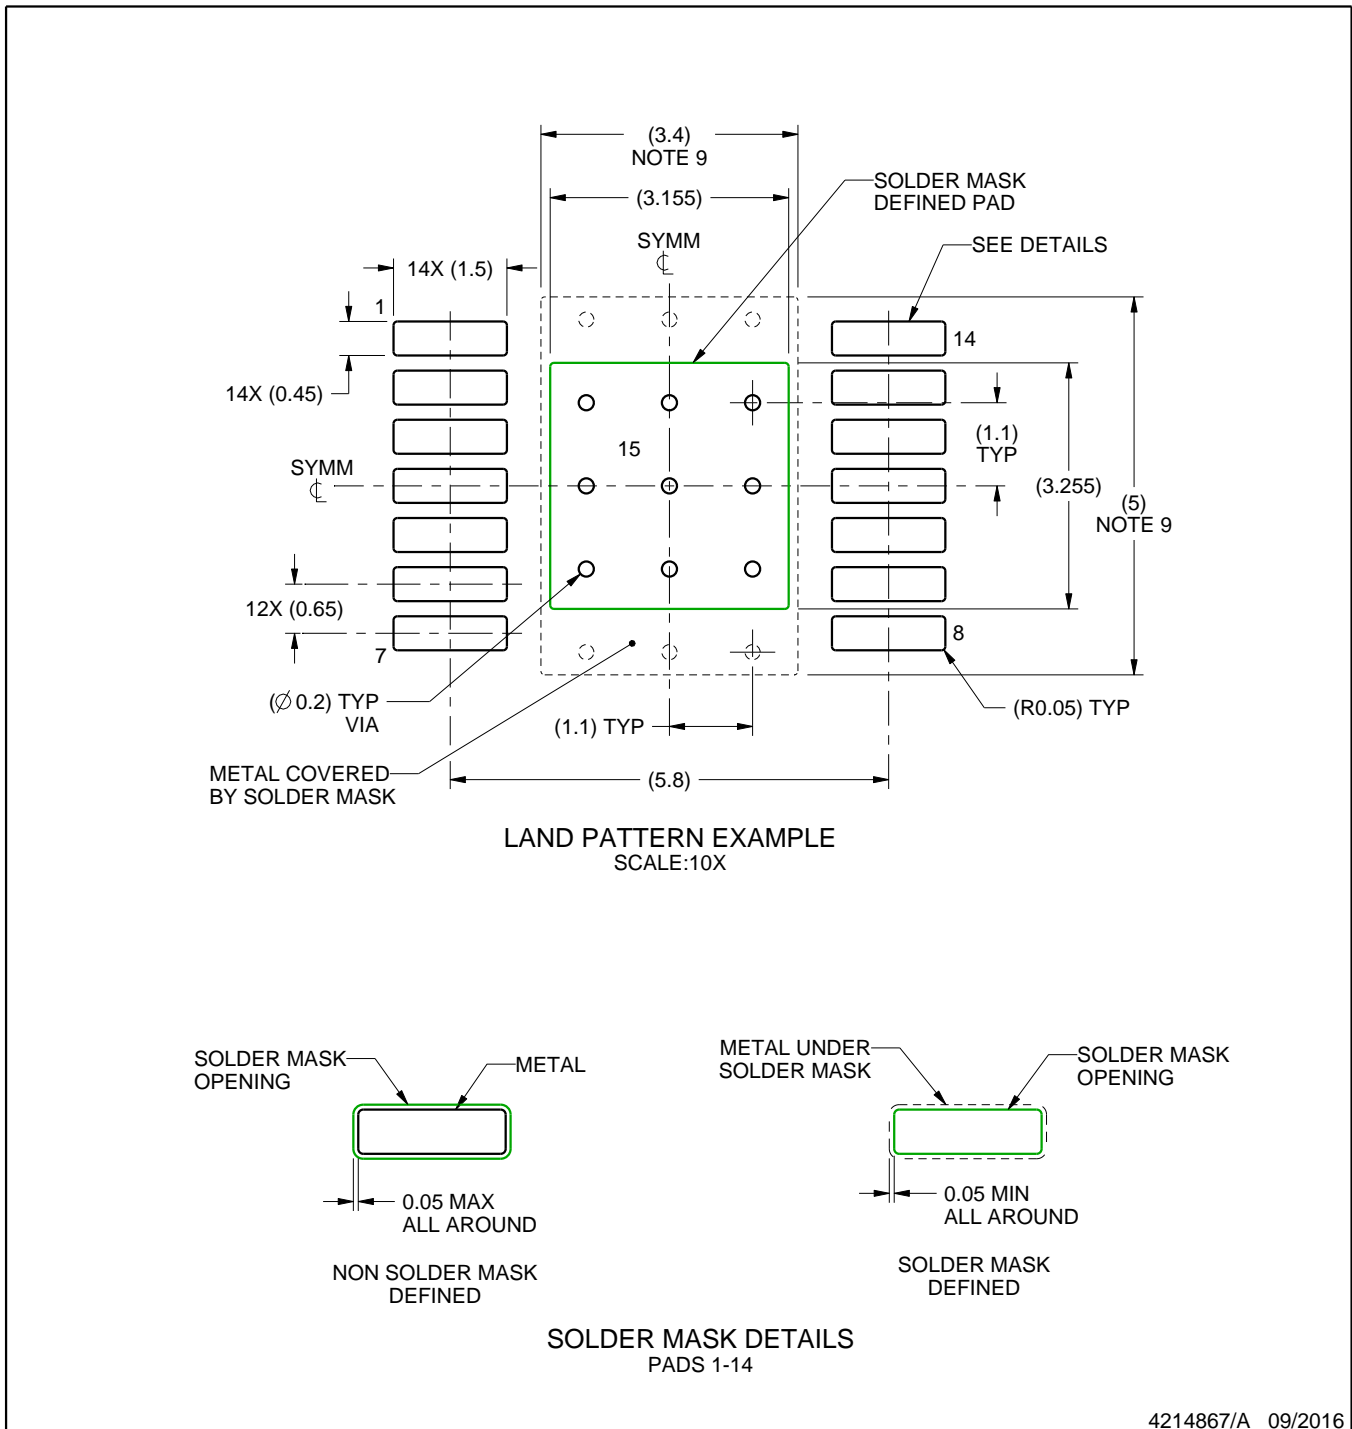 (3.4)
NOTE 9
(3.155)
SOLDER MASK
DEFINED PAD
SYMM
℄
SEE DETAILS
14X (1.5)
1
14
14X (0.45)
15
(1.1)
TYP
SYMM
℄
(3.255)
(5)
NOTE 9
12X (0.65)
7
8
(Ø 0.2) TYP
VIA
(1.1) TYP
(R0.05) TYP
METAL COVERED
BY SOLDER MASK
(5.8)
LAND PATTERN EXAMPLE
SCALE:10X
SOLDER MASK
OPENING
METAL
METAL UNDER
SOLDER MASK
SOLDER MASK
OPENING
0.05 MAX
ALL AROUND
0.05 MIN
ALL AROUND
NON SOLDER MASK
DEFINED
SOLDER MASK
DEFINED
SOLDER MASK DETAILS
PADS 1-14
4214867/A 09/2016